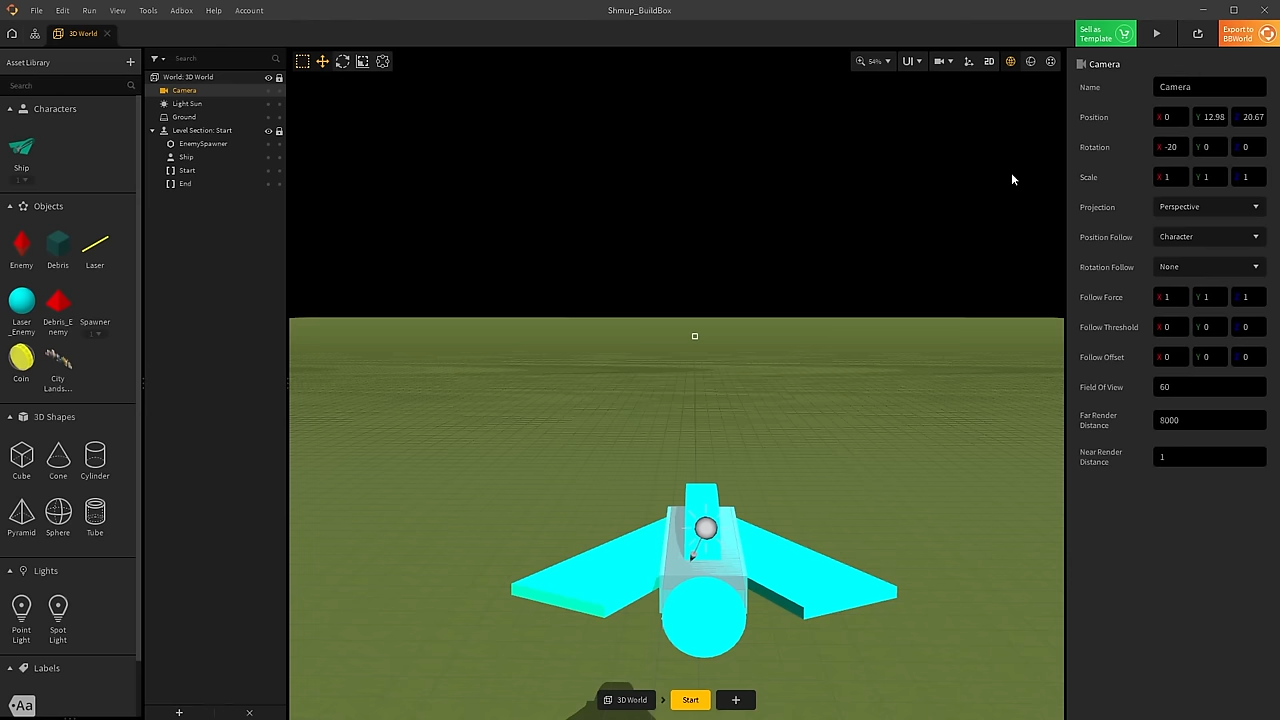 File Edit Run View Tools Adbox Help Account
Shmup_BuildBox
3D World
Sell as
Template
Export to
BBWorld
Asset Library
Search
Characters
Ship
1
Objects
Enemy Debris Laser
Laser
_Enemy
Debris_E
nemy
Spawner
Coin
City
Lands...
3D Shapes
Cube Cone Cylinder
Pyramid Sphere Tube
Lights
Point
Light
Spot
Light
Labels
Aa
Search
World: 3D World
Camera
Light Sun
Ground
Level Section: Start
EnemySpawner
Ship
Start
End
54%
UI
2D
3D World
Start
Camera
Name Camera
Position X 0 Y 12.98 20.67
Rotation X -20 Y 0 0
Scale X 1 Y 1 1
Projection Perspective
Position Follow Character
Rotation Follow None
Follow Force X 1 Y 1 1
Follow Threshold X 0 Y 0 0
Follow Offset X 0 Y 0 0
Field Of View 60
Far Render
Distance
8000
Near Render
Distance
1